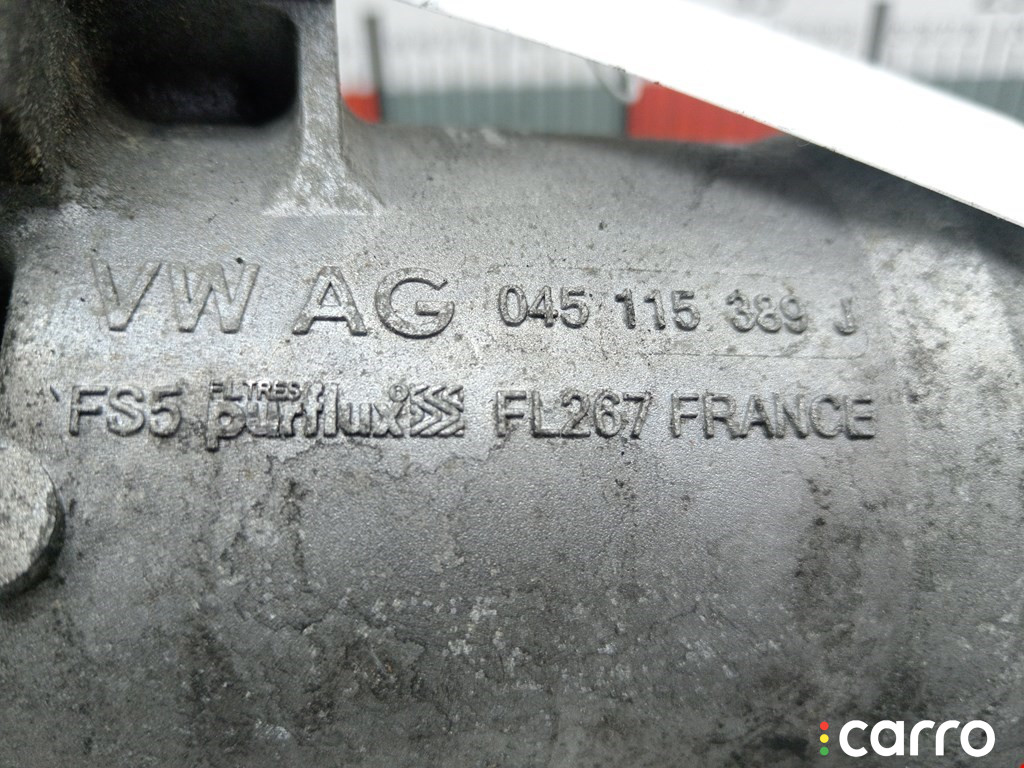 VW AG 045 115 389 J
FS5 FILTRES purflux FL267 FRANCE
carro